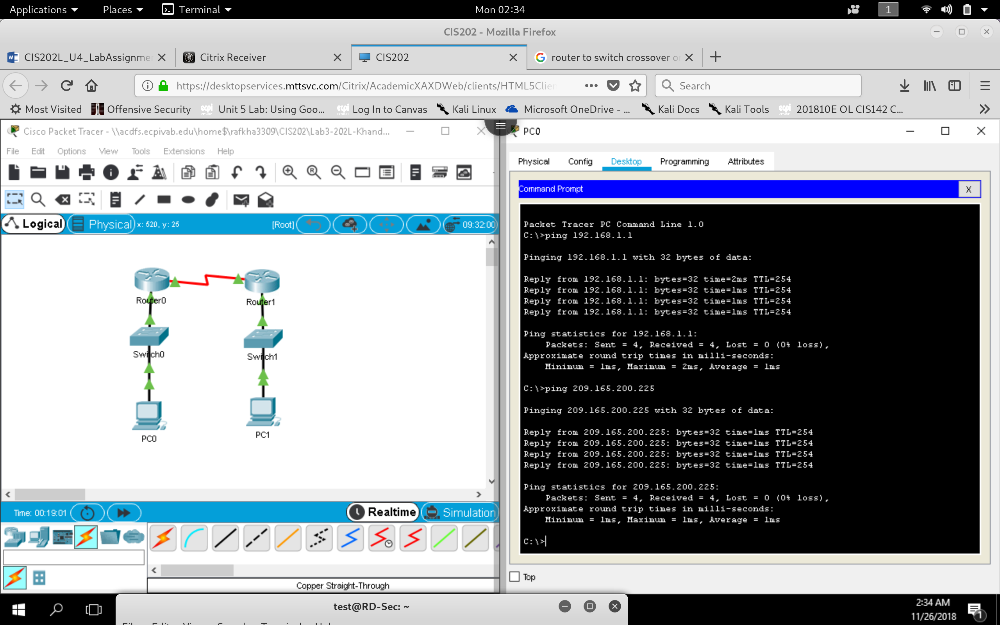 Applications Places Terminal Mon 02:34 1
CIS202 - Mozilla Firefox
CIS202L_U4_LabAssignme Citrix Receiver CIS202 router to switch crossover o
https://desktopservices.mttsvc.com/Citrix/AcademicXAXDWeb/clients/HTML5Clien Search
Most Visited Offensive Security Unit 5 Lab: Using Goo... Log In to Canvas Kali Linux Microsoft OneDrive - ... Kali Docs Kali Tools 201810E OL CIS142 C...
Cisco Packet Tracer - \\acdfs.ecpivab.edu\home$\rafkha3309\CIS202\Lab3-202L-Khand...
File Edit Options View Tools Extensions Help
Logical Physical x: 520, y: 25 [Root] 09:32:00
Router0 Router1
Switch0 Switch1
PC0 PC1
Time: 00:19:01 Realtime Simulation
Copper Straight-Through
PC0
Physical Config Desktop Programming Attributes
Command Prompt X
Packet Tracer PC Command Line 1.0
C:\>ping 192.168.1.1
Pinging 192.168.1.1 with 32 bytes of data:
Reply from 192.168.1.1: bytes=32 time=2ms TTL=254
Reply from 192.168.1.1: bytes=32 time=1ms TTL=254
Reply from 192.168.1.1: bytes=32 time=1ms TTL=254
Reply from 192.168.1.1: bytes=32 time=1ms TTL=254
Ping statistics for 192.168.1.1:
Packets: Sent = 4, Received = 4, Lost = 0 (0% loss),
Approximate round trip times in milli-seconds:
Minimum = 1ms, Maximum = 2ms, Average = 1ms
C:\>ping 209.165.200.225
Pinging 209.165.200.225 with 32 bytes of data:
Reply from 209.165.200.225: bytes=32 time=1ms TTL=254
Reply from 209.165.200.225: bytes=32 time=1ms TTL=254
Reply from 209.165.200.225: bytes=32 time=1ms TTL=254
Reply from 209.165.200.225: bytes=32 time=1ms TTL=254
Ping statistics for 209.165.200.225:
Packets: Sent = 4, Received = 4, Lost = 0 (0% loss),
Approximate round trip times in milli-seconds:
Minimum = 1ms, Maximum = 1ms, Average = 1ms
C:\>
Top
test@RD-Sec: ~
2:34 AM
11/26/2018
1